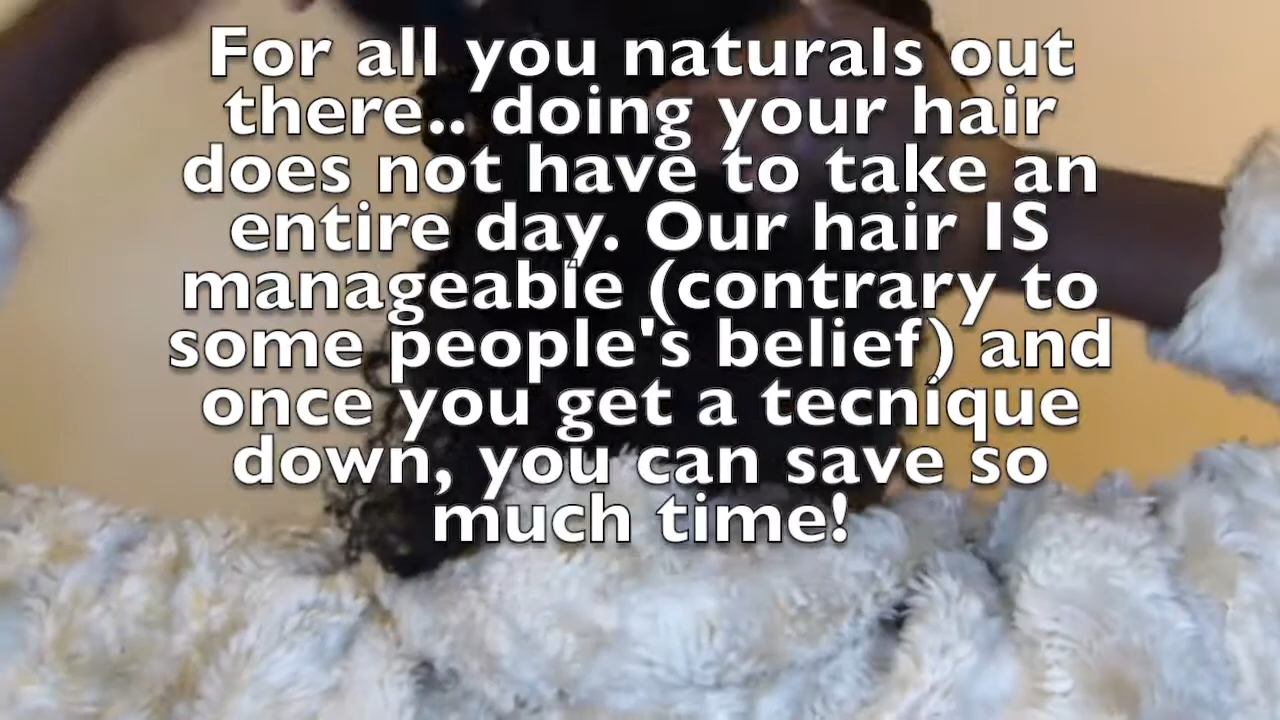 For all you naturals out
there.. doing your hair
does not have to take an
entire day. Our hair IS
manageable (contrary to
some people's belief) and
once you get a tecnique
down, you can save so
much time!